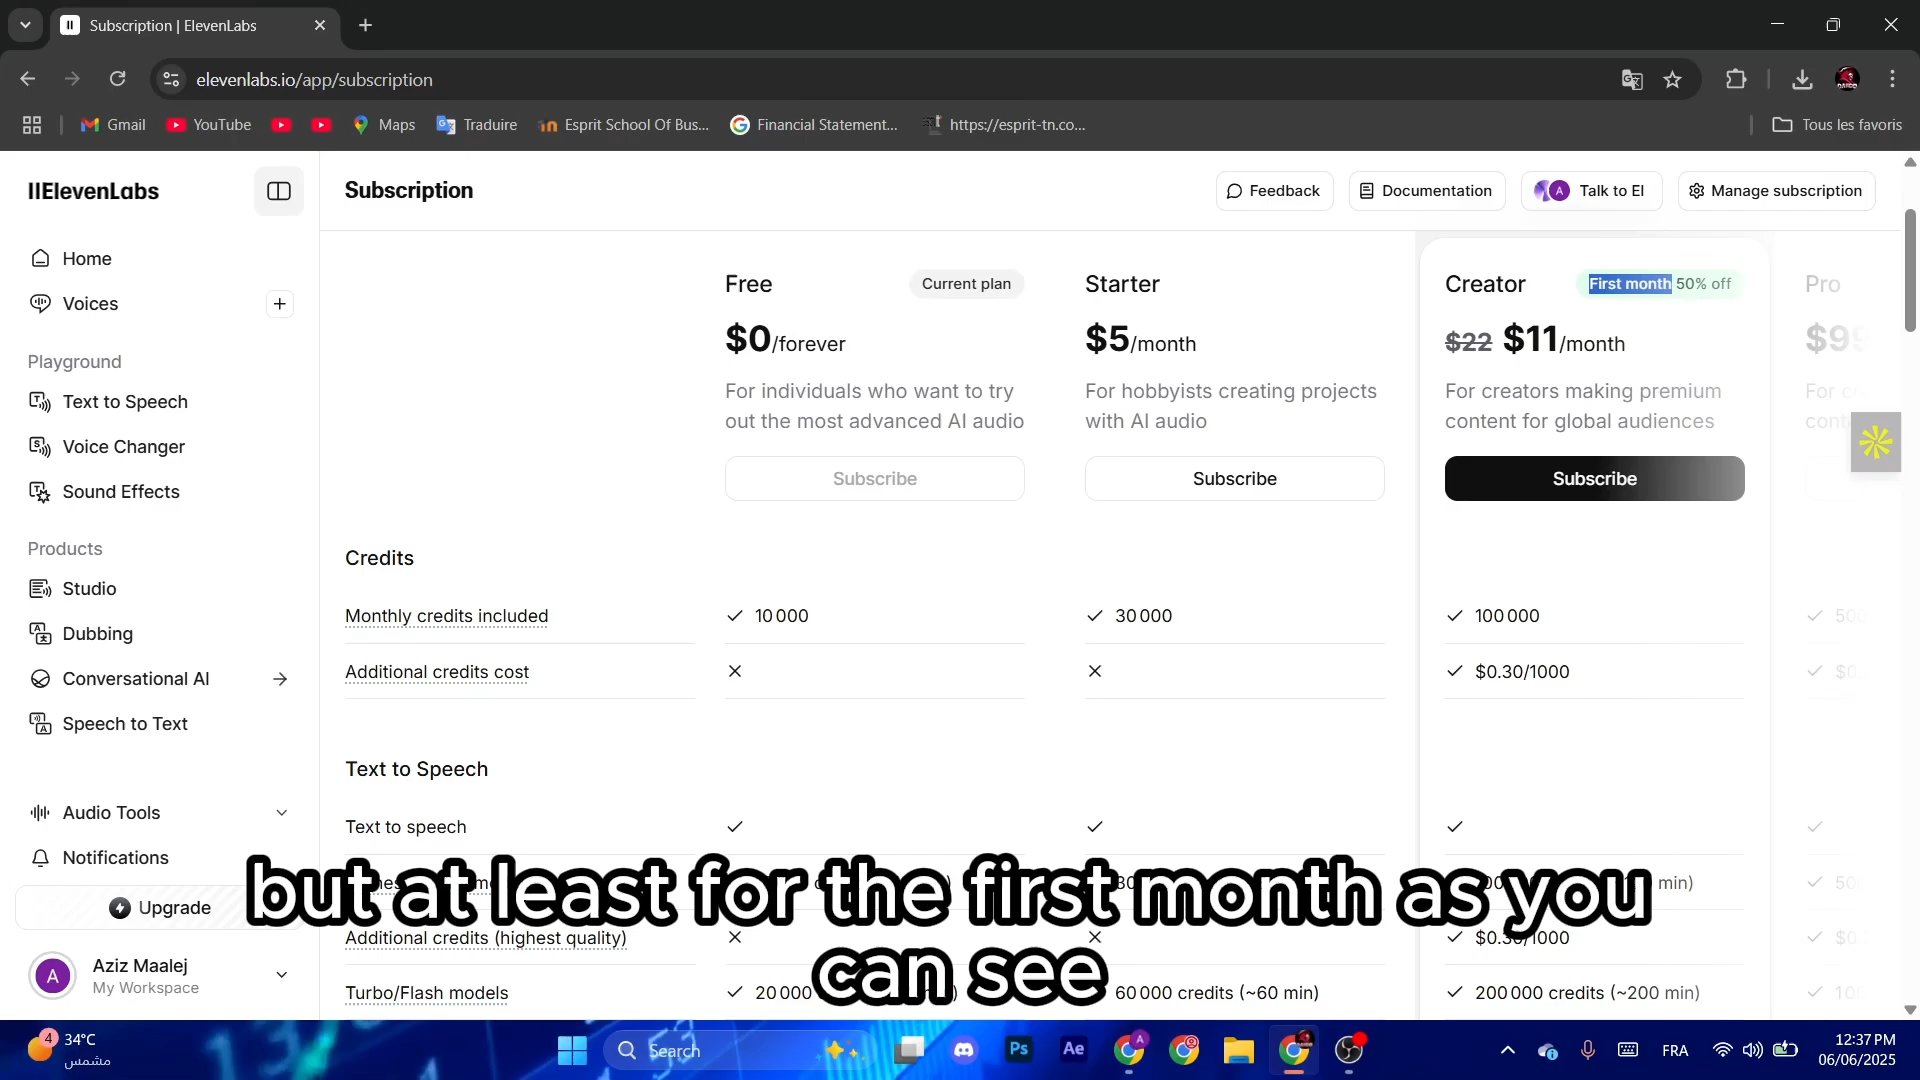 Subscription | ElevenLabs
elevenlabs.io/app/subscription
Gmail
YouTube
Maps
Traduire
Esprit School Of Bus...
Financial Statement...
https://esprit-tn.co...
Tous les favoris
IIElevenLabs
Subscription
Feedback
Documentation
A
Talk to El
Manage subscription
Home
Voices
Playground
Text to Speech
Voice Changer
Sound Effects
Products
Studio
Dubbing
Conversational AI
Speech to Text
Audio Tools
Notifications
Upgrade
A
Aziz Maalej
My Workspace
Free
Current plan
$0/forever
For individuals who want to try
out the most advanced AI audio
Subscribe
Starter
$5/month
For hobbyists creating projects
with AI audio
Subscribe
Creator
First month 50% off
$22 $11/month
For creators making premium
content for global audiences
Subscribe
Pro
Credits
Monthly credits included
10 000
30 000
100 000
Additional credits cost
$0.30/1000
Text to Speech
Text to speech
min)
Additional credits (highest quality)
$0.30/1000
Turbo/Flash models
20 000
60 000 credits (~60 min)
200 000 credits (~200 min)
but at least for the first month as you
can see
4
34°C
مشمس
Search
Ps
Ae
FRA
12:37 PM
06/06/2025